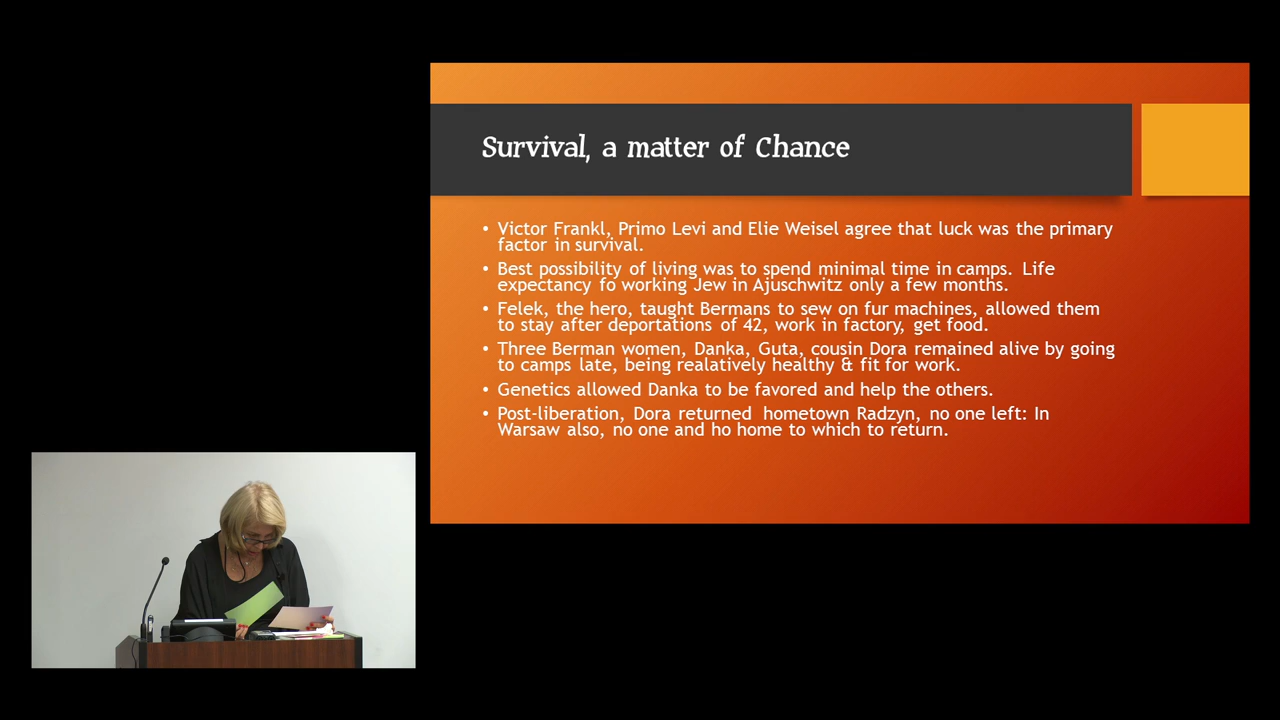 Survival, a matter of Chance
• Victor Frankl, Primo Levi and Elie Weisel agree that luck was the primary
factor in survival.
• Best possibility of living was to spend minimal time in camps. Life
expectancy fo working Jew in Ajuschwitz only a few months.
• Felek, the hero, taught Bermans to sew on fur machines, allowed them
to stay after deportations of 42, work in factory, get food.
• Three Berman women, Danka, Guta, cousin Dora remained alive by going
to camps late, being realatively healthy & fit for work.
• Genetics allowed Danka to be favored and help the others.
• Post-liberation, Dora returned hometown Radzyn, no one left: In
Warsaw also, no one and ho home to which to return.